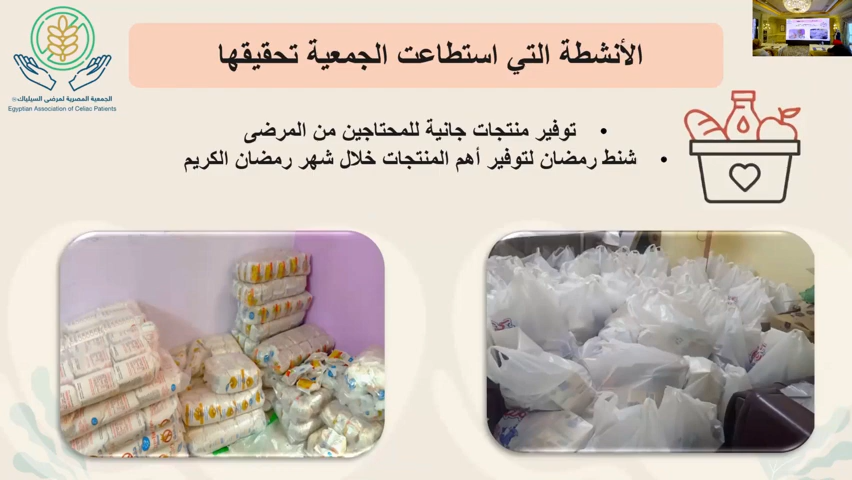 الأنشطة التي استطاعت الجمعية تحقيقها
الجمعية المصرية لمرضى السيلياك
Egyptian Association of Celiac Patients
• توفير منتجات جانية للمحتاجين من المرضى
• شنط رمضان لتوفير أهم المنتجات خلال شهر رمضان الكريم